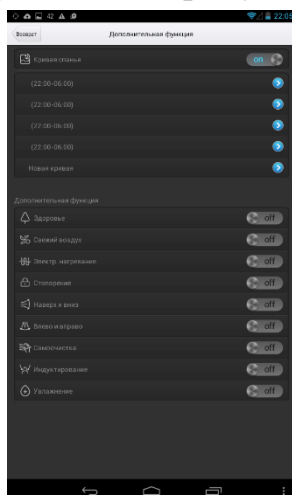 42 22:05
Возврат Дополнительная функция
Кривая спанья on
(22:00-06:00)
(22:00-06:00)
(22:00-06:00)
(22:00-06:00)
Новая кривая
Дополнительная функция
Здоровье off
Свежий воздух off
Электр. нагревание off
Стопорение off
Наверх и вниз off
Влево и вправо off
Самоочистка off
Индуктирование off
Увлажнение off